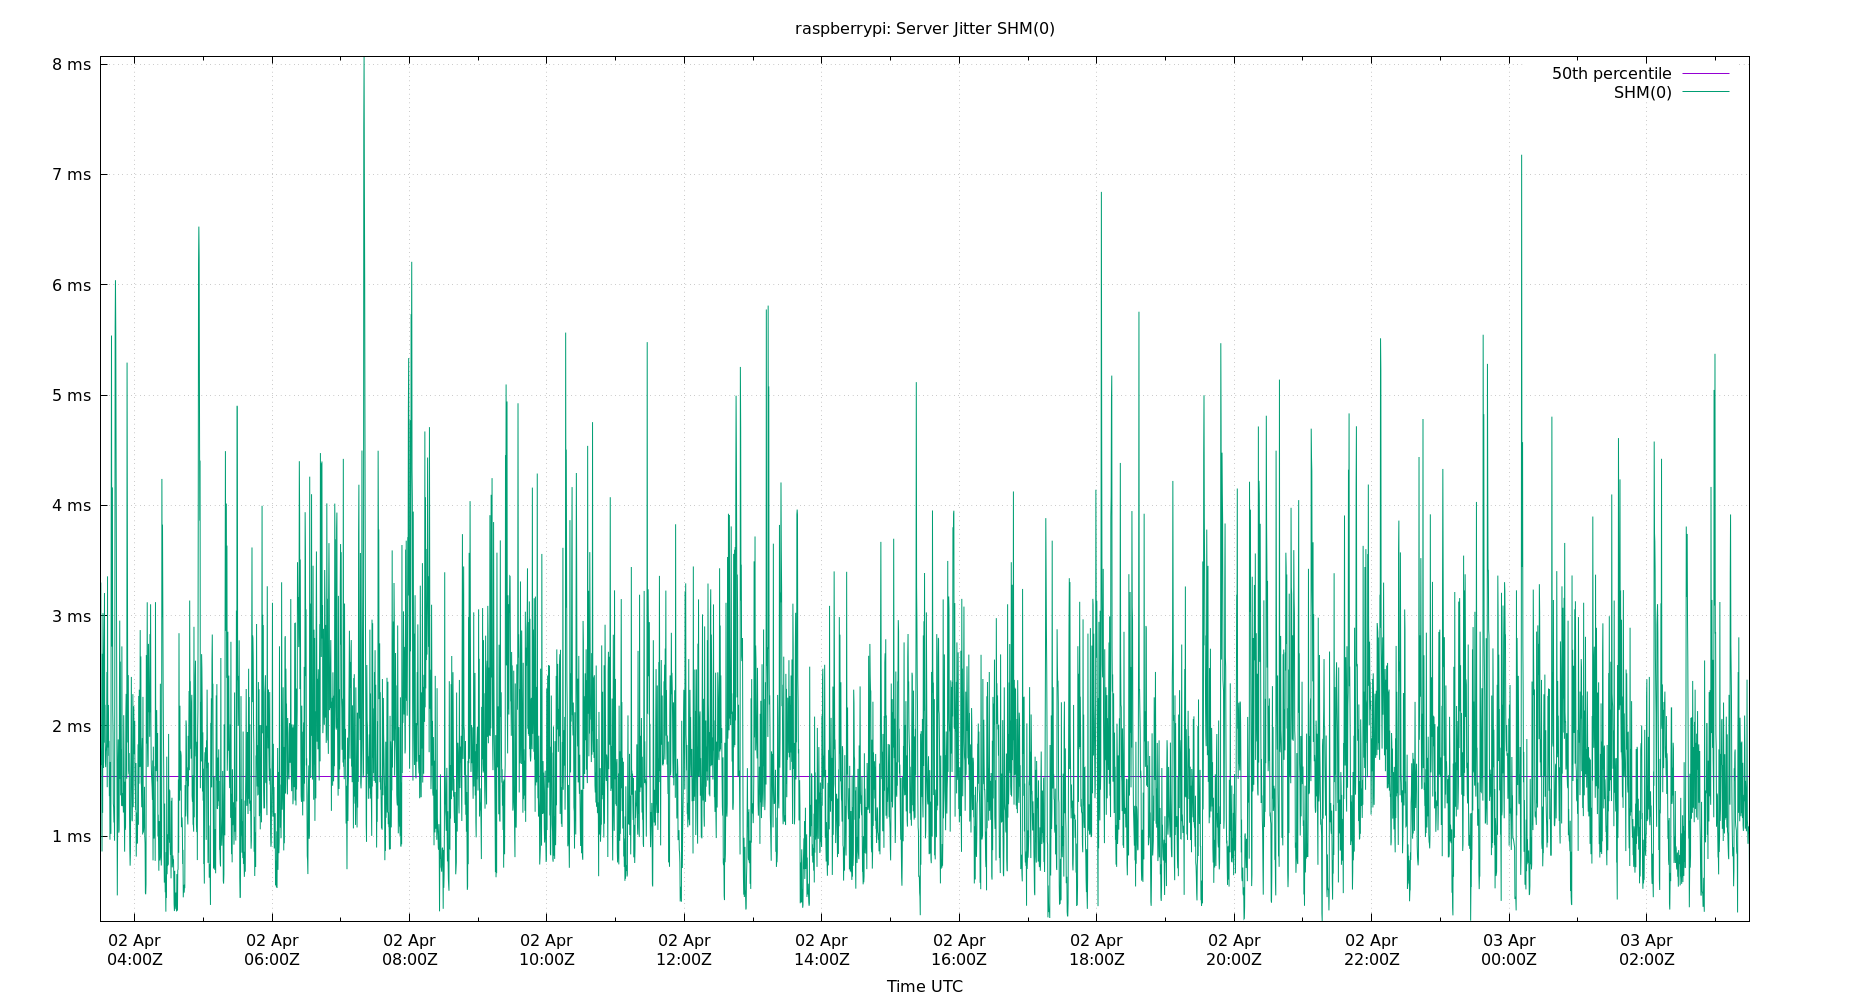 raspberrypi: Server Jitter SHM(0)
50th percentile
SHM(0)
8 ms
7 ms
6 ms
5 ms
4 ms
3 ms
2 ms
1 ms
02 Apr 02 Apr 02 Apr 02 Apr 02 Apr 02 Apr 02 Apr 02 Apr 02 Apr 02 Apr 03 Apr 03 Apr
04:00Z 06:00Z 08:00Z 10:00Z 12:00Z 14:00Z 16:00Z 18:00Z 20:00Z 22:00Z 00:00Z 02:00Z
Time UTC